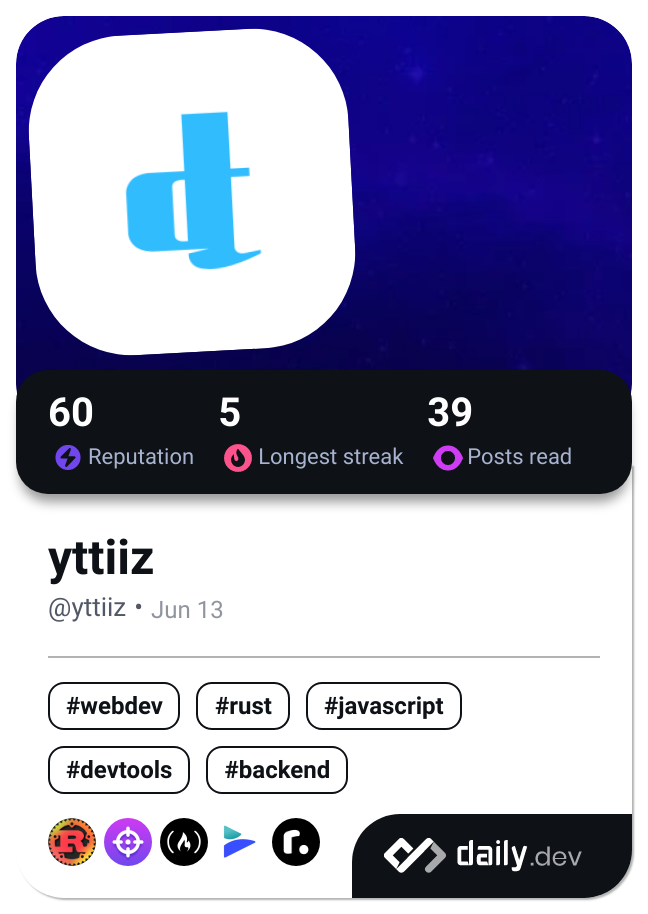 60 5 39
Reputation Longest streak Posts read
yttiiz
@yttiiz • Jun 13
#webdev #rust #javascript
#devtools #backend
daily.dev